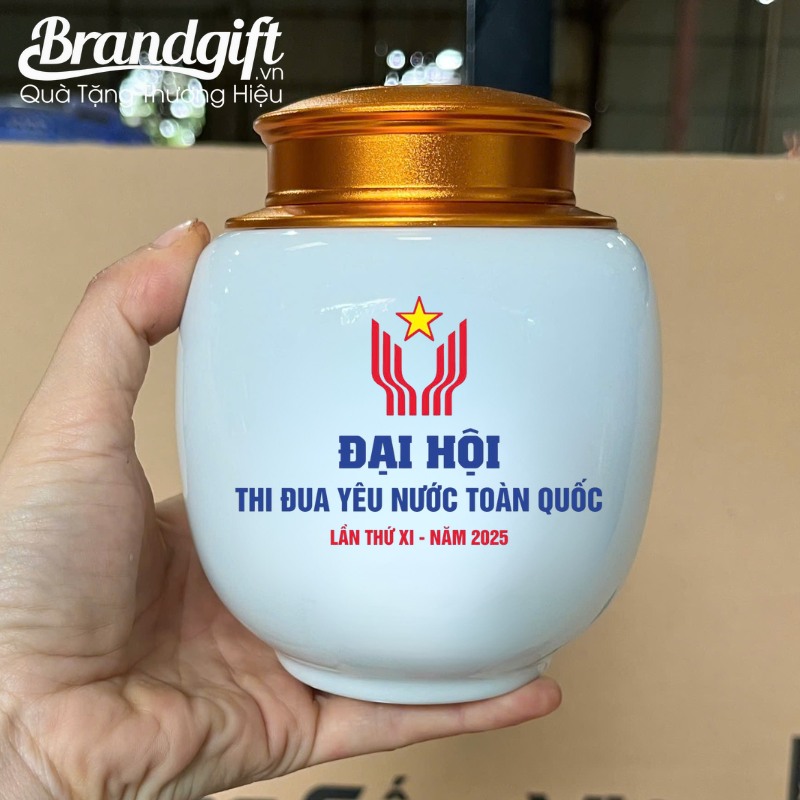 Brandgift
.vn
Quà Tặng Thương Hiệu
ĐẠI HỘI
THI ĐUA YÊU NƯỚC TOÀN QUỐC
LẦN THỨ XI - NĂM 2025